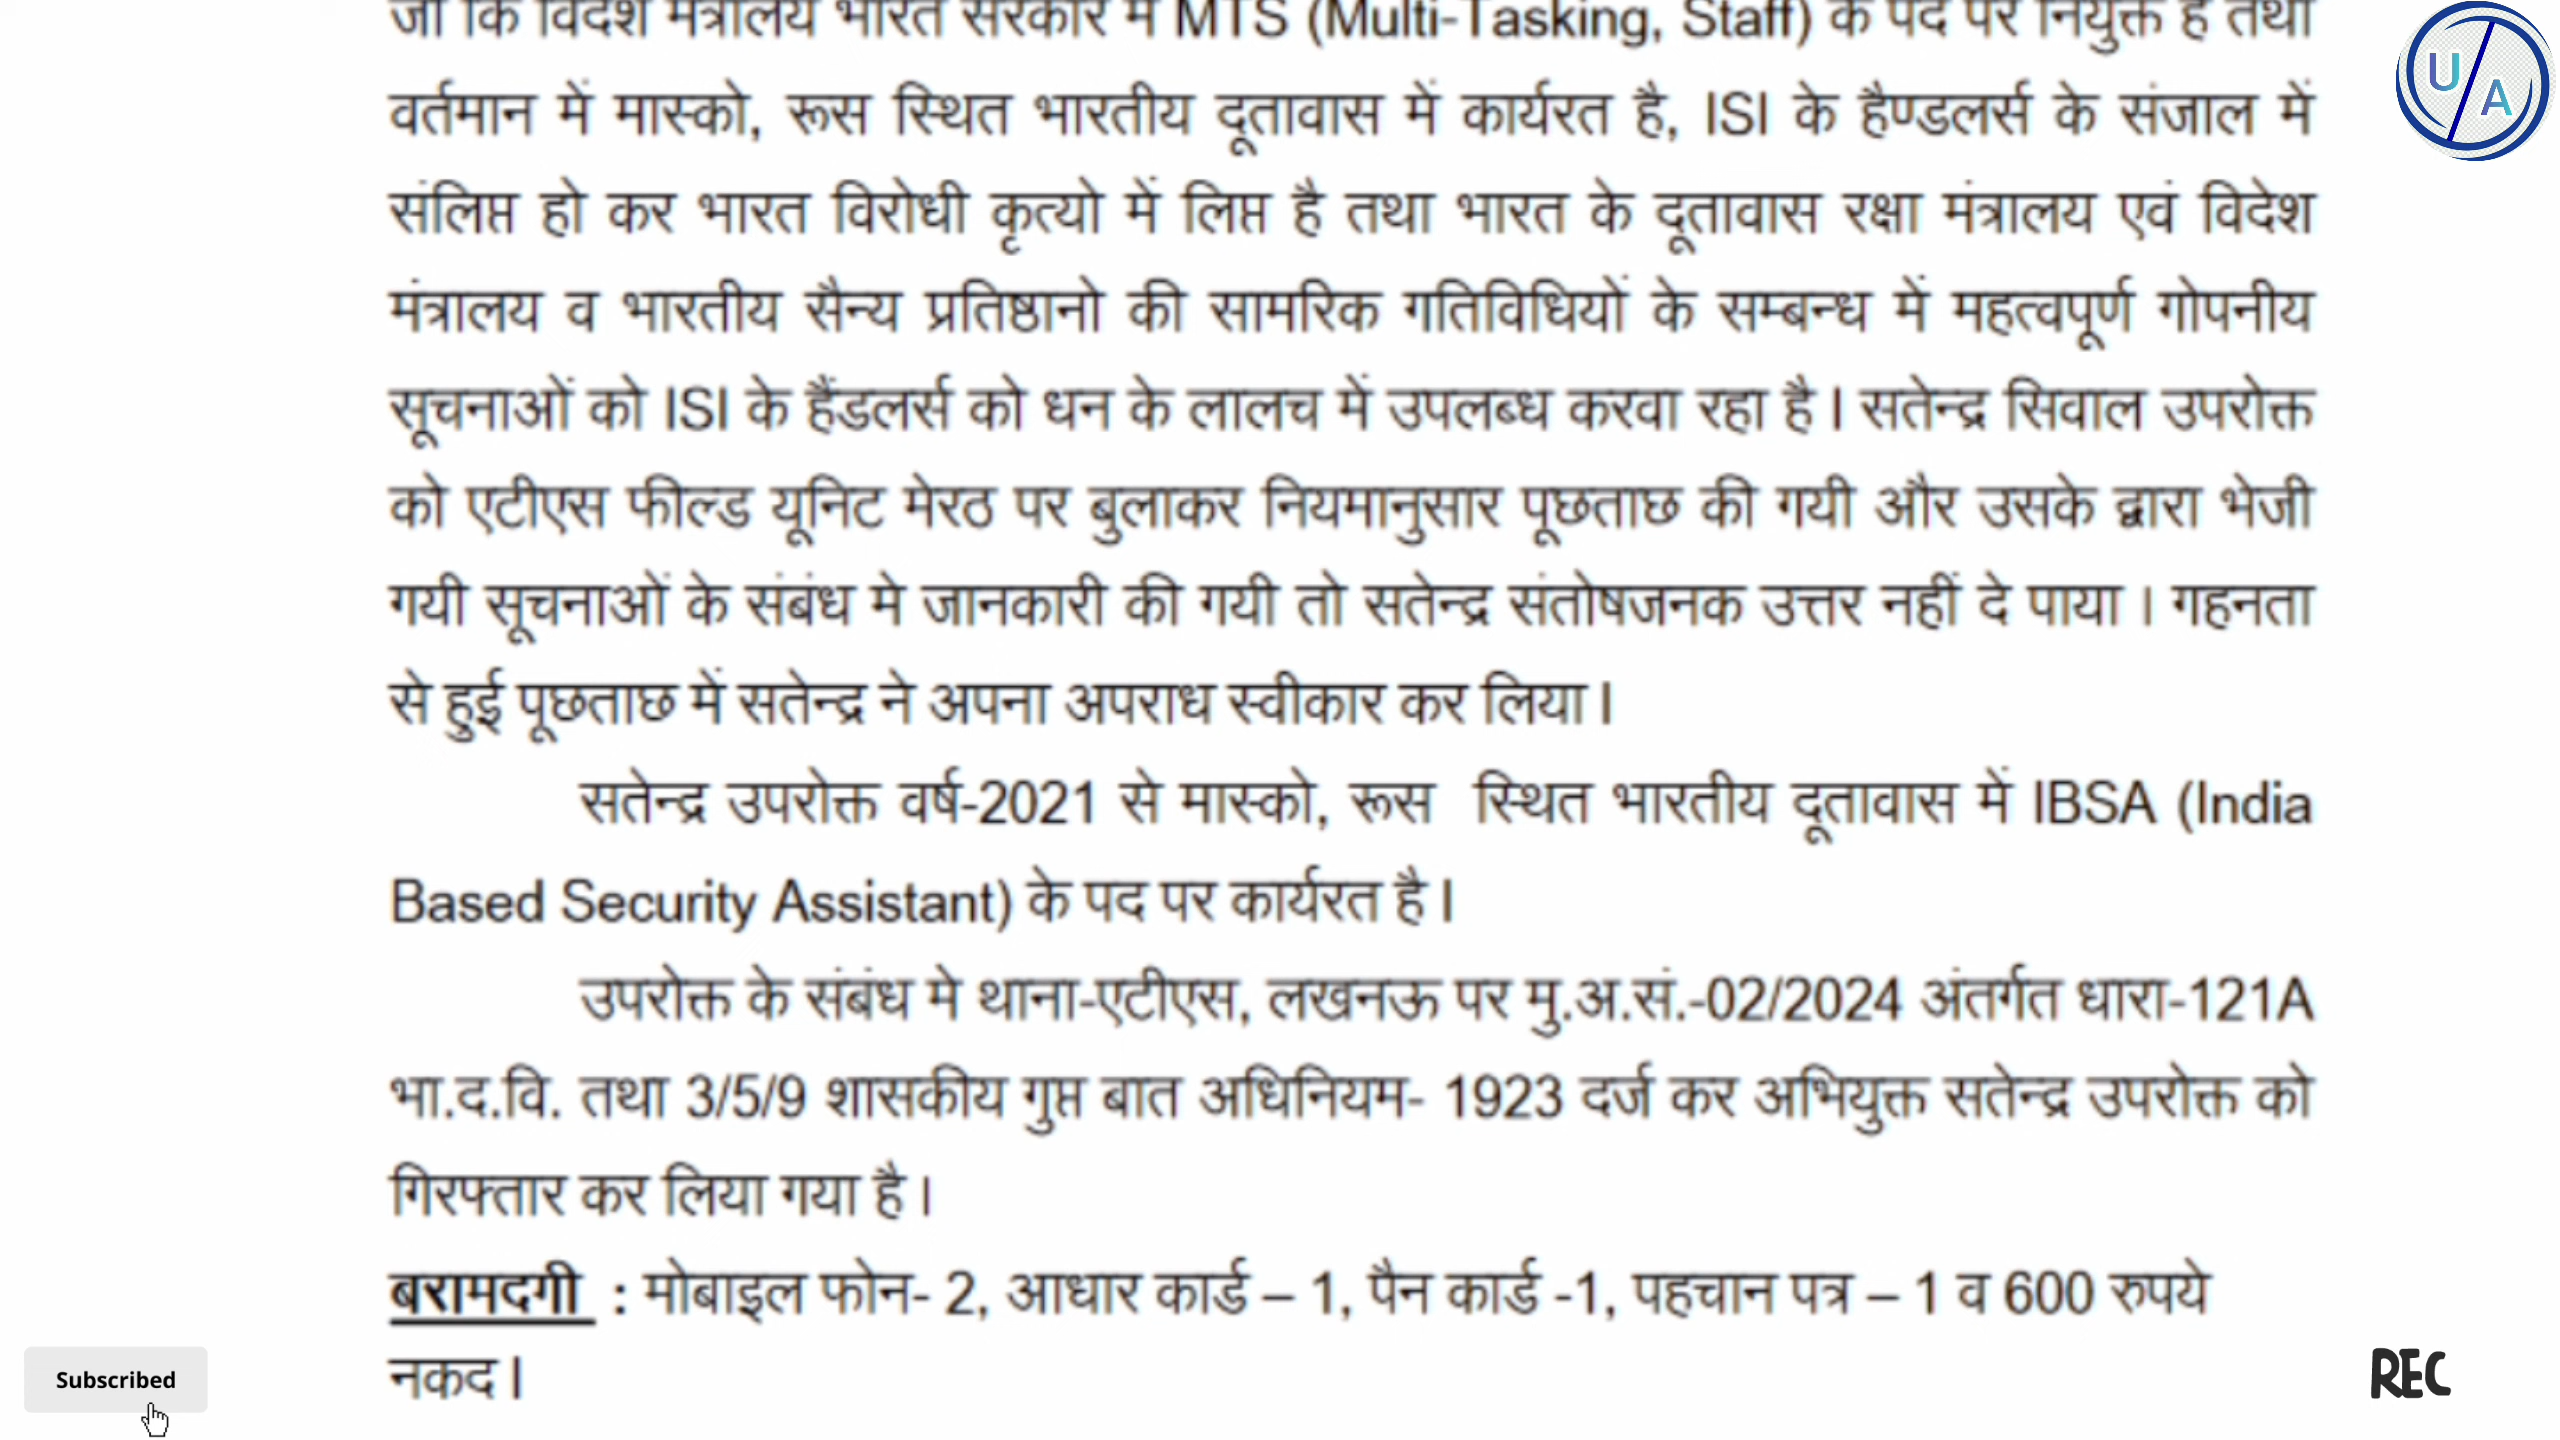 जो कि विदेश मंत्रालय भारत सरकार में MTS (Multi-Tasking, Staff) के पद पर नियुक्त है तथा
वर्तमान में मास्को, रूस स्थित भारतीय दूतावास में कार्यरत है, ISI के हैण्डलर्स के संजाल में
संलिप्त हो कर भारत विरोधी कृत्यो में लिप्त है तथा भारत के दूतावास रक्षा मंत्रालय एवं विदेश
मंत्रालय व भारतीय सैन्य प्रतिष्ठानो की सामरिक गतिविधियों के सम्बन्ध में महत्वपूर्ण गोपनीय
सूचनाओं को ISI के हैंडलर्स को धन के लालच में उपलब्ध करवा रहा है । सतेन्द्र सिवाल उपरोक्त
को एटीएस फील्ड यूनिट मेरठ पर बुलाकर नियमानुसार पूछताछ की गयी और उसके द्वारा भेजी
गयी सूचनाओं के संबंध मे जानकारी की गयी तो सतेन्द्र संतोषजनक उत्तर नहीं दे पाया । गहनता
से हुई पूछताछ में सतेन्द्र ने अपना अपराध स्वीकार कर लिया ।
सतेन्द्र उपरोक्त वर्ष-2021 से मास्को, रूस स्थित भारतीय दूतावास में IBSA (India
Based Security Assistant) के पद पर कार्यरत है ।
उपरोक्त के संबंध मे थाना-एटीएस, लखनऊ पर मु.अ.सं.-02/2024 अंतर्गत धारा-121A
भा.द.वि. तथा 3/5/9 शासकीय गुप्त बात अधिनियम- 1923 दर्ज कर अभियुक्त सतेन्द्र उपरोक्त को
गिरफ्तार कर लिया गया है ।
बरामदगी : मोबाइल फोन- 2, आधार कार्ड – 1, पैन कार्ड -1, पहचान पत्र – 1 व 600 रुपये
नकद ।
U/A
Subscribed
REC